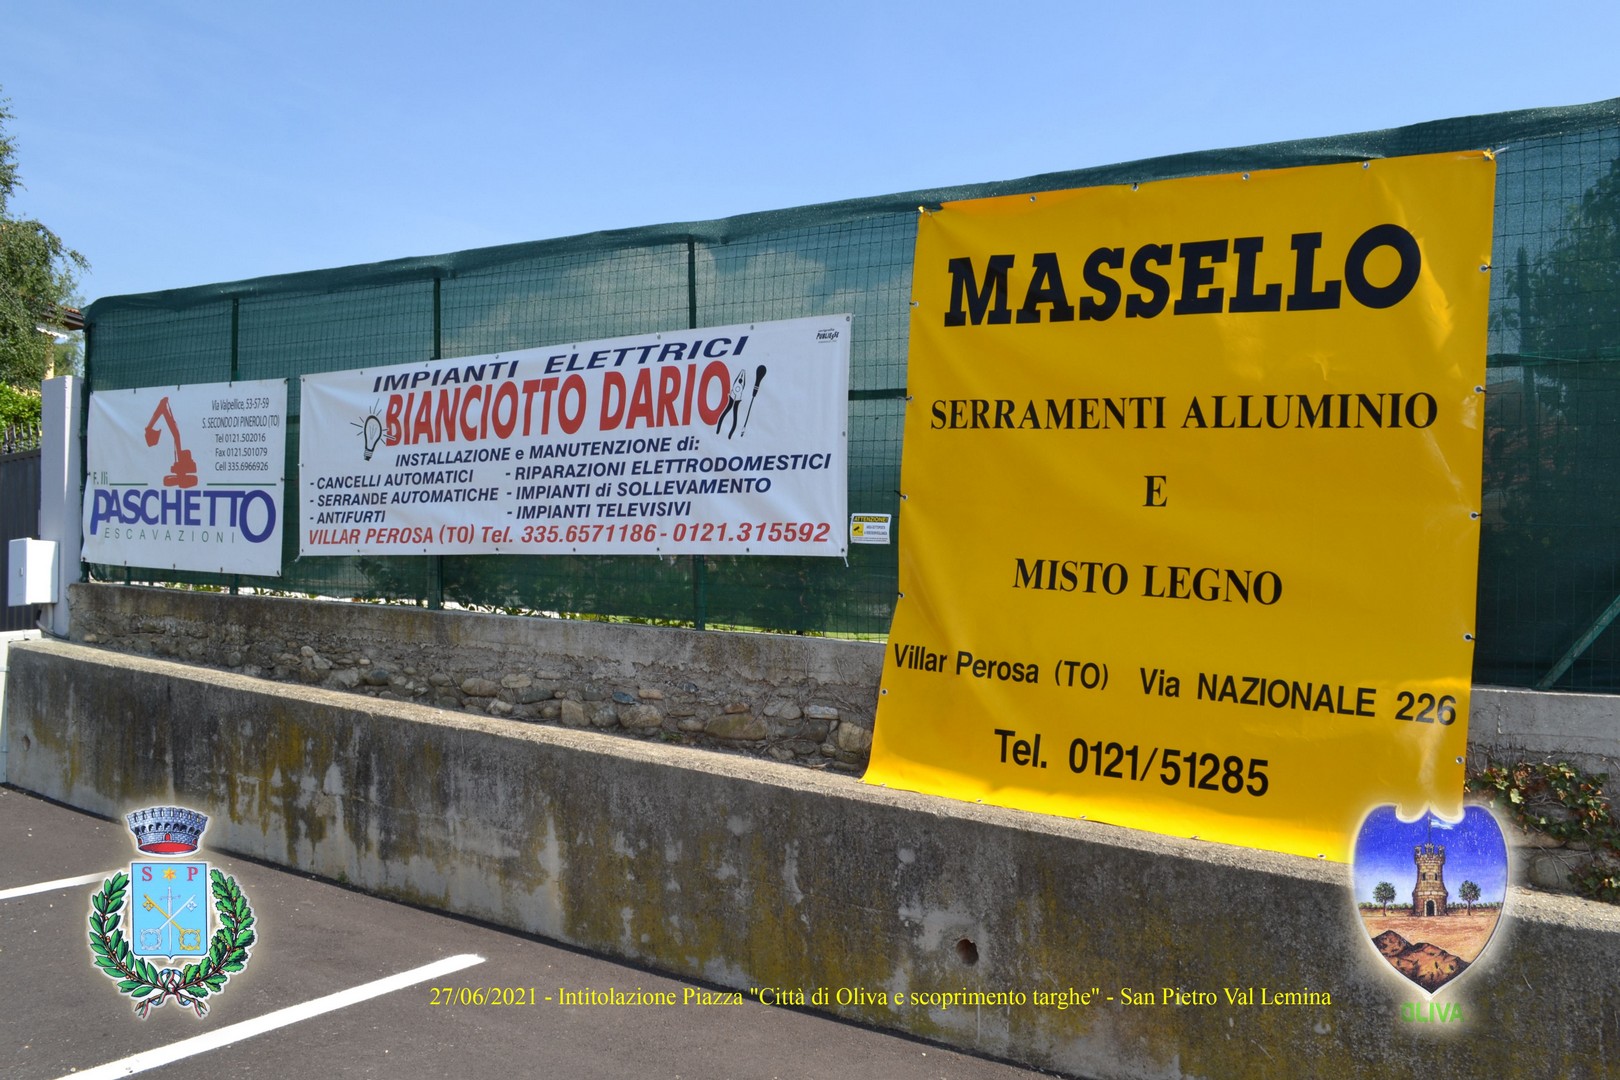 Via Valpellice, 53-57-59
S. SECONDO DI PINEROLO (TO)
Tel 0121.502016
Fax 0121.501079
Cell 335.6966926
F.lli
PASCHETTO
ESCAVAZIONI
IMPIANTI ELETTRICI
BIANCIOTTO DARIO
INSTALLAZIONE e MANUTENZIONE di:
- CANCELLI AUTOMATICI
- SERRANDE AUTOMATICHE
- ANTIFURTI
- RIPARAZIONI ELETTRODOMESTICI
- IMPIANTI di SOLLEVAMENTO
- IMPIANTI TELEVISIVI
VILLAR PEROSA (TO) Tel. 335.6571186 - 0121.315592
ATTENZIONE
MASSELLO
SERRAMENTI ALLUMINIO
E
MISTO LEGNO
Villar Perosa (TO) Via NAZIONALE 226
Tel. 0121/51285
S P
27/06/2021 - Intitolazione Piazza "Città di Oliva e scoprimento targhe" - San Pietro Val Lemina
OLIVA